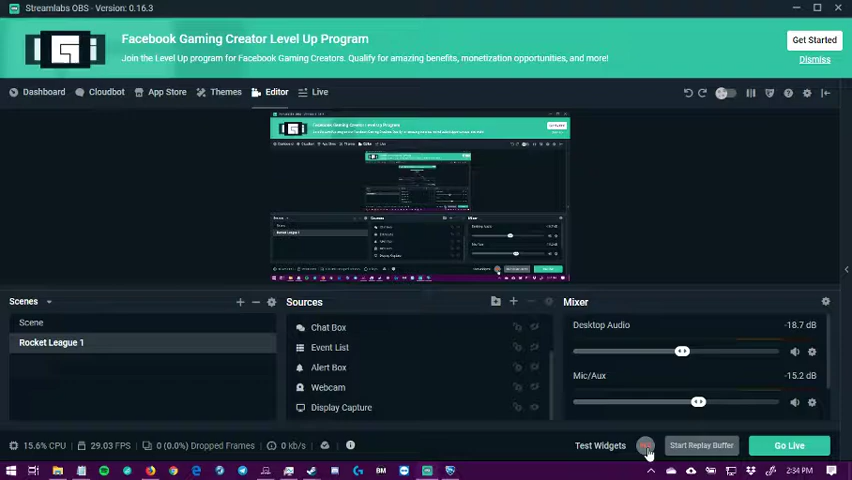 Streamlabs OBS - Version: 0.16.3
Facebook Gaming Creator Level Up Program
Join the Level Up program for Facebook Gaming Creators. Qualify for amazing benefits, monetization opportunities, and more!
Get Started
Dismiss
Dashboard
Cloudbot
App Store
Themes
Editor
Live
Scenes
Sources
Mixer
Scene
Rocket League 1
Chat Box
Event List
Alert Box
Webcam
Display Capture
Desktop Audio
-18.7 dB
Mic/Aux
-15.2 dB
15.6% CPU
29.03 FPS
0 (0.0%) Dropped Frames
0 kb/s
Test Widgets
Start Replay Buffer
Go Live
BM
2:34 PM